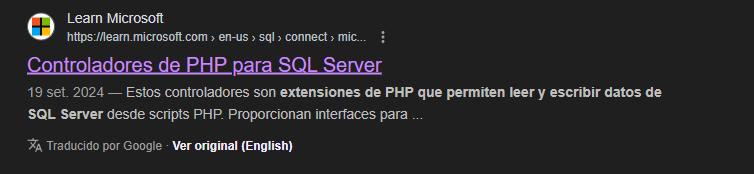 Learn Microsoft
https://learn.microsoft.com › en-us › sql › connect › mic...
Controladores de PHP para SQL Server
19 set. 2024 — Estos controladores son extensiones de PHP que permiten leer y escribir datos de
SQL Server desde scripts PHP. Proporcionan interfaces para ...
Traducido por Google · Ver original (English)